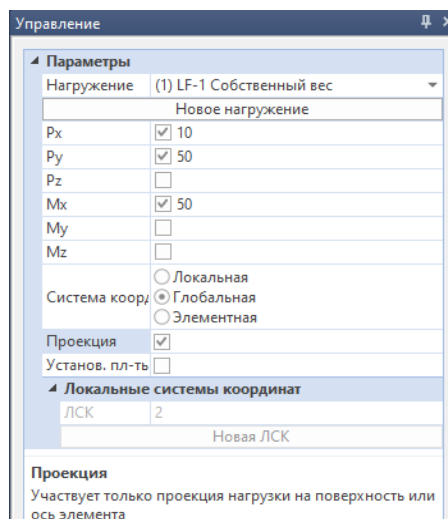 Управление
Параметры
Нагружение (1) LF-1 Собственный вес
Новое нагружение
Px 10
Py 50
Pz
Mx 50
My
Mz
Локальная
Система коорд Глобальная
Элементная
Проекция
Установ. пл-ть
Локальные системы координат
ЛСК 2
Новая ЛСК
Проекция
Участвует только проекция нагрузки на поверхность или
ось элемента